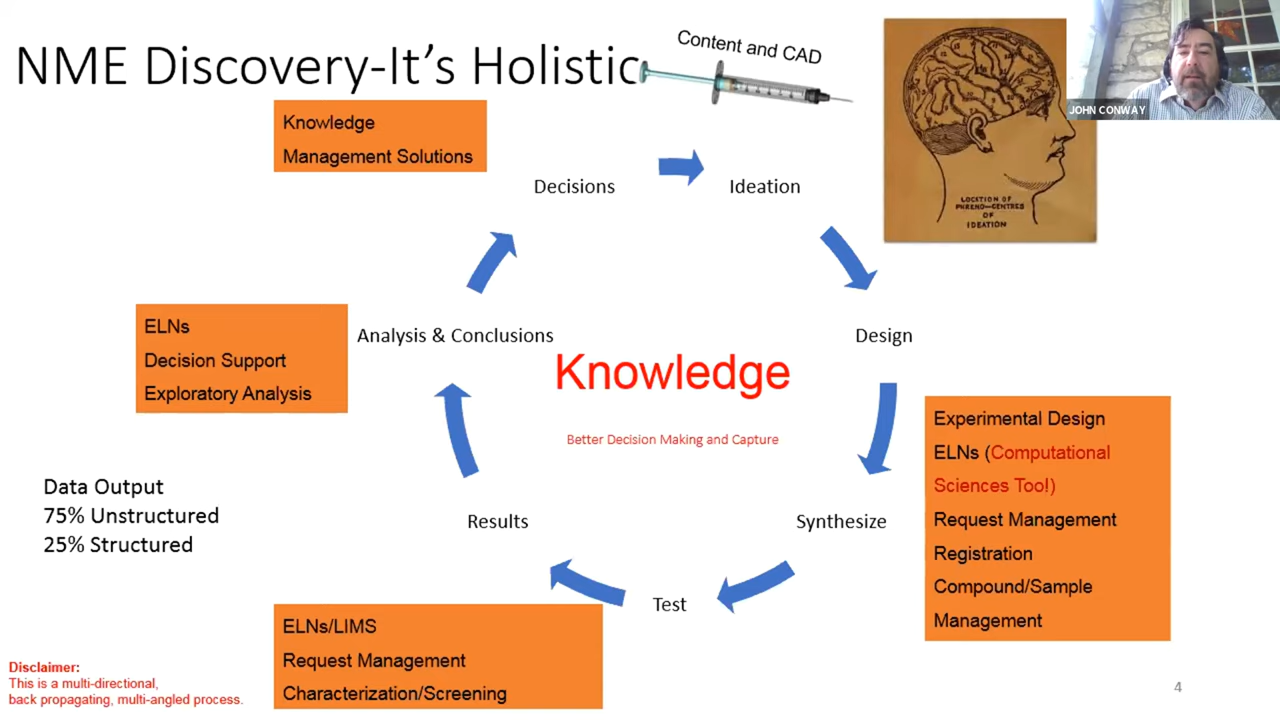 NME Discovery-It's Holistic
Content and CAD
JOHN CONWAY
Knowledge
Management Solutions
Decisions
Ideation
LOCATION OF
PHREND—CENTRES
OF
IDEATION
ELNs
Decision Support
Exploratory Analysis
Analysis & Conclusions
Design
Knowledge
Better Decision Making and Capture
Experimental Design
ELNs (Computational
Sciences Too!)
Request Management
Registration
Compound/Sample
Management
Data Output
75% Unstructured
25% Structured
Results
Synthesize
Test
ELNs/LIMS
Request Management
Characterization/Screening
Disclaimer:
This is a multi-directional,
back propagating, multi-angled process.
4